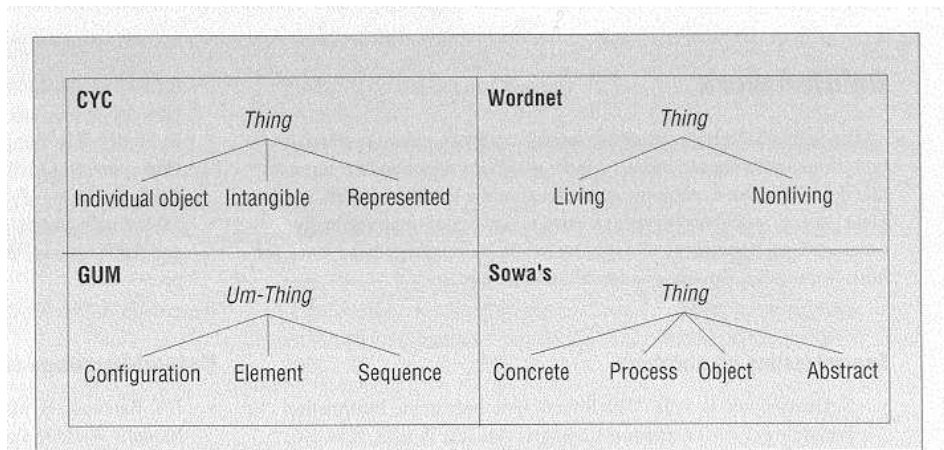 CYC
Thing
Individual object Intangible Represented
Wordnet
Thing
Living Nonliving
GUM
Um-Thing
Configuration Element Sequence
Sowa's
Thing
Concrete Process Object Abstract